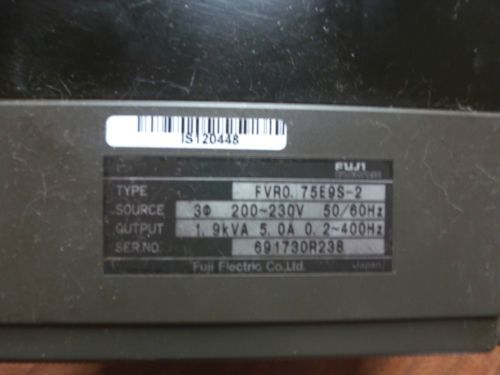 IS120448
FUJI
TYPE FVR0.75E9S-2
SOURCE 3Φ 200~230V 50/60Hz
OUTPUT 1.9kVA 5.0A 0.2~400Hz
SER.NO. 691730R238
Fuji Electric Co.,Ltd. Japan